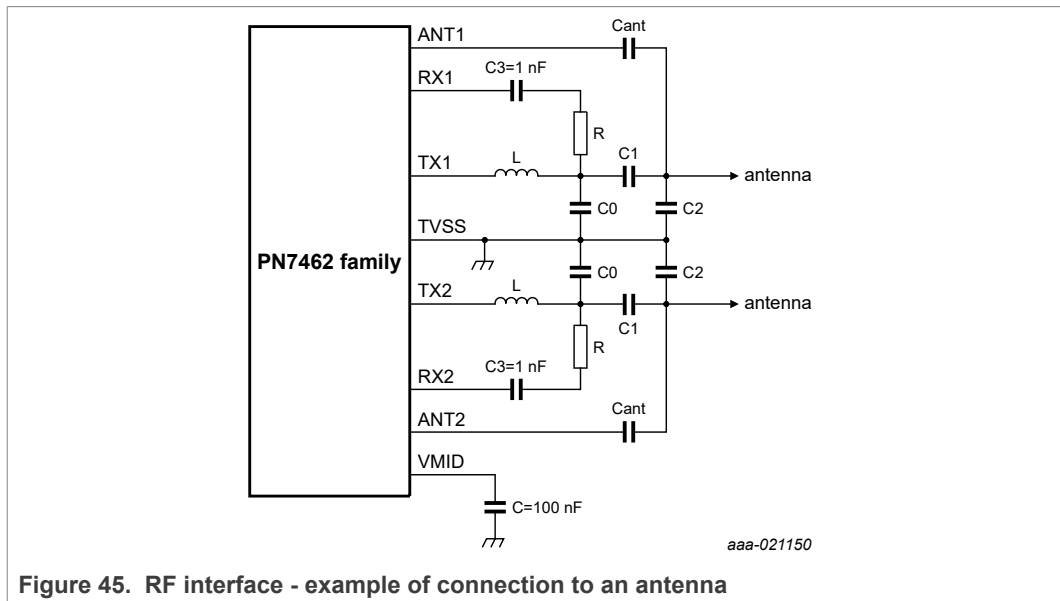 ANT1
Cant
C3=1 nF
RX1
R
C1
TX1
L
antenna
C0
C2
TVSS
PN7462 family
C0
C2
L
TX2
antenna
C1
R
C3=1 nF
RX2
Cant
ANT2
VMID
C=100 nF
aaa-021150
Figure 45. RF interface - example of connection to an antenna